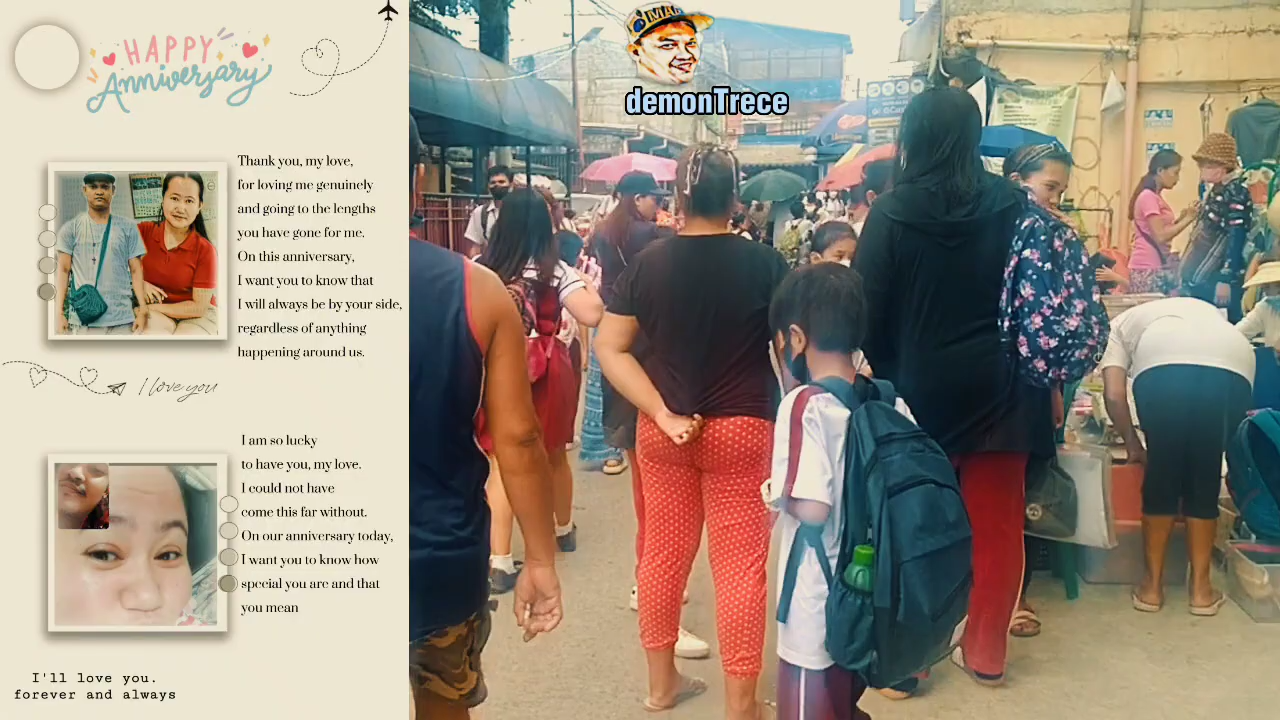 HAPPY
Anniversary
Thank you, my love,
for loving me genuinely
and going to the lengths
you have gone for me.
On this anniversary,
I want you to know that
I will always be by your side,
regardless of anything
happening around us.
I love you
I am so lucky
to have you, my love.
I could not have
come this far without.
On our anniversary today,
I want you to know how
special you are and that
you mean
I'll love you.
forever and always
MAG
demonTrece